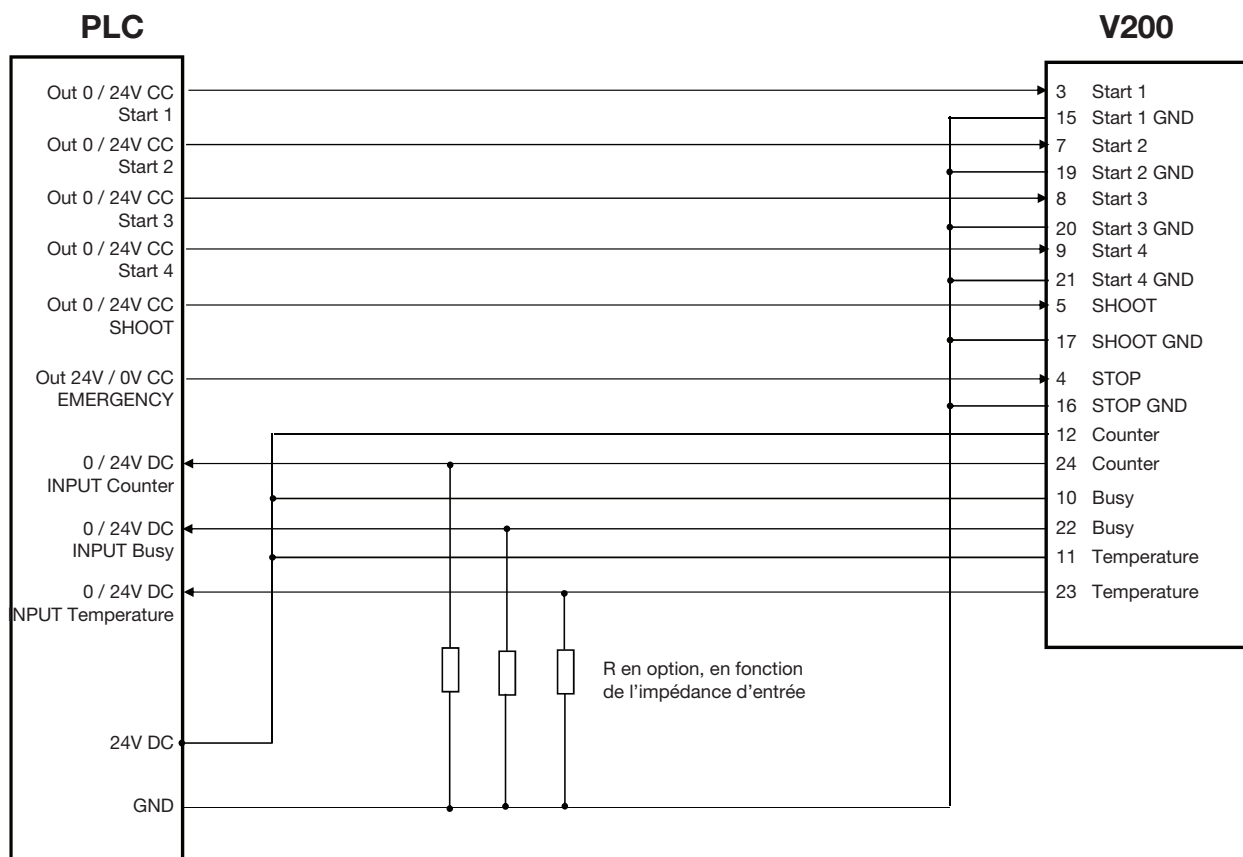 PLC
V200
Out 0 / 24V CC
Start 1
Out 0 / 24V CC
Start 2
Out 0 / 24V CC
Start 3
Out 0 / 24V CC
Start 4
Out 0 / 24V CC
SHOOT
Out 24V / 0V CC
EMERGENCY
0 / 24V DC
INPUT Counter
0 / 24V DC
INPUT Busy
0 / 24V DC
INPUT Temperature
24V DC
GND
R en option, en fonction
de l’impédance d’entrée
3 Start 1
15 Start 1 GND
7 Start 2
19 Start 2 GND
8 Start 3
20 Start 3 GND
9 Start 4
21 Start 4 GND
5 SHOOT
17 SHOOT GND
4 STOP
16 STOP GND
12 Counter
24 Counter
10 Busy
22 Busy
11 Temperature
23 Temperature